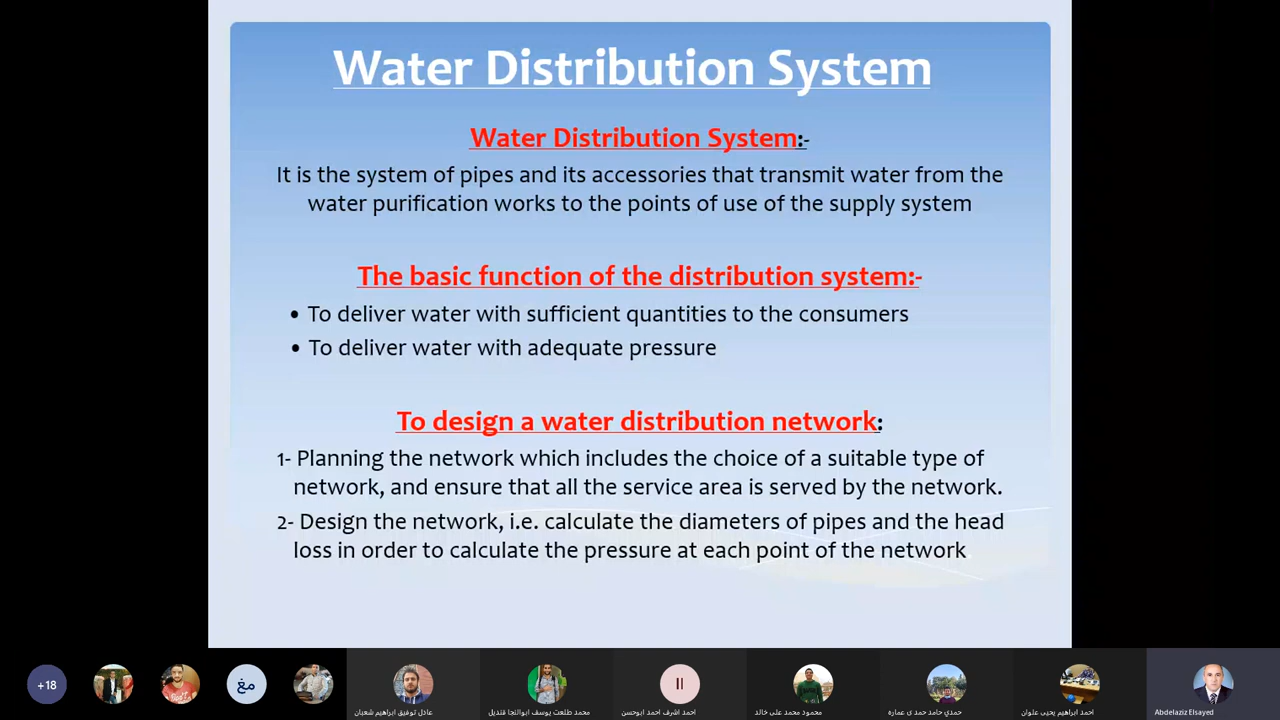 Water Distribution System
Water Distribution System:-
It is the system of pipes and its accessories that transmit water from the
water purification works to the points of use of the supply system
The basic function of the distribution system:-
• To deliver water with sufficient quantities to the consumers
• To deliver water with adequate pressure
To design a water distribution network:
1- Planning the network which includes the choice of a suitable type of
network, and ensure that all the service area is served by the network.
2- Design the network, i.e. calculate the diameters of pipes and the head
loss in order to calculate the pressure at each point of the network
+18
مغ
عادل توفيق ابراهيم شعبان
محمد طلعت يوسف ابوالنجا قنديل
احمد اشرف احمد ابوحسن
محمود محمد على خالد
حمدي حامد حمد ى عماره
احمد ابراهيم يحيى علوان
Abdelaziz Elsayed